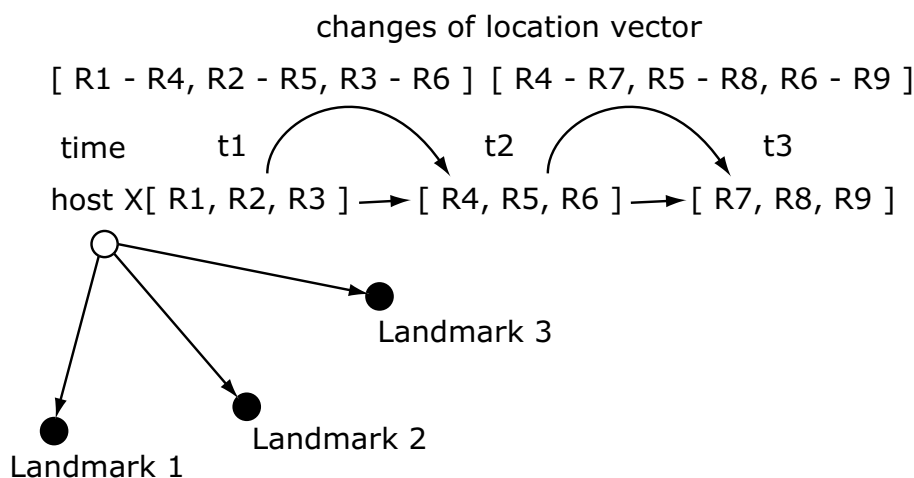 changes of location vector
[ R1 - R4, R2 - R5, R3 - R6 ] [ R4 - R7, R5 - R8, R6 - R9 ]
time t1 t2 t3
host X[ R1, R2, R3 ] [ R4, R5, R6 ] [ R7, R8, R9 ]
Landmark 3
Landmark 2
Landmark 1